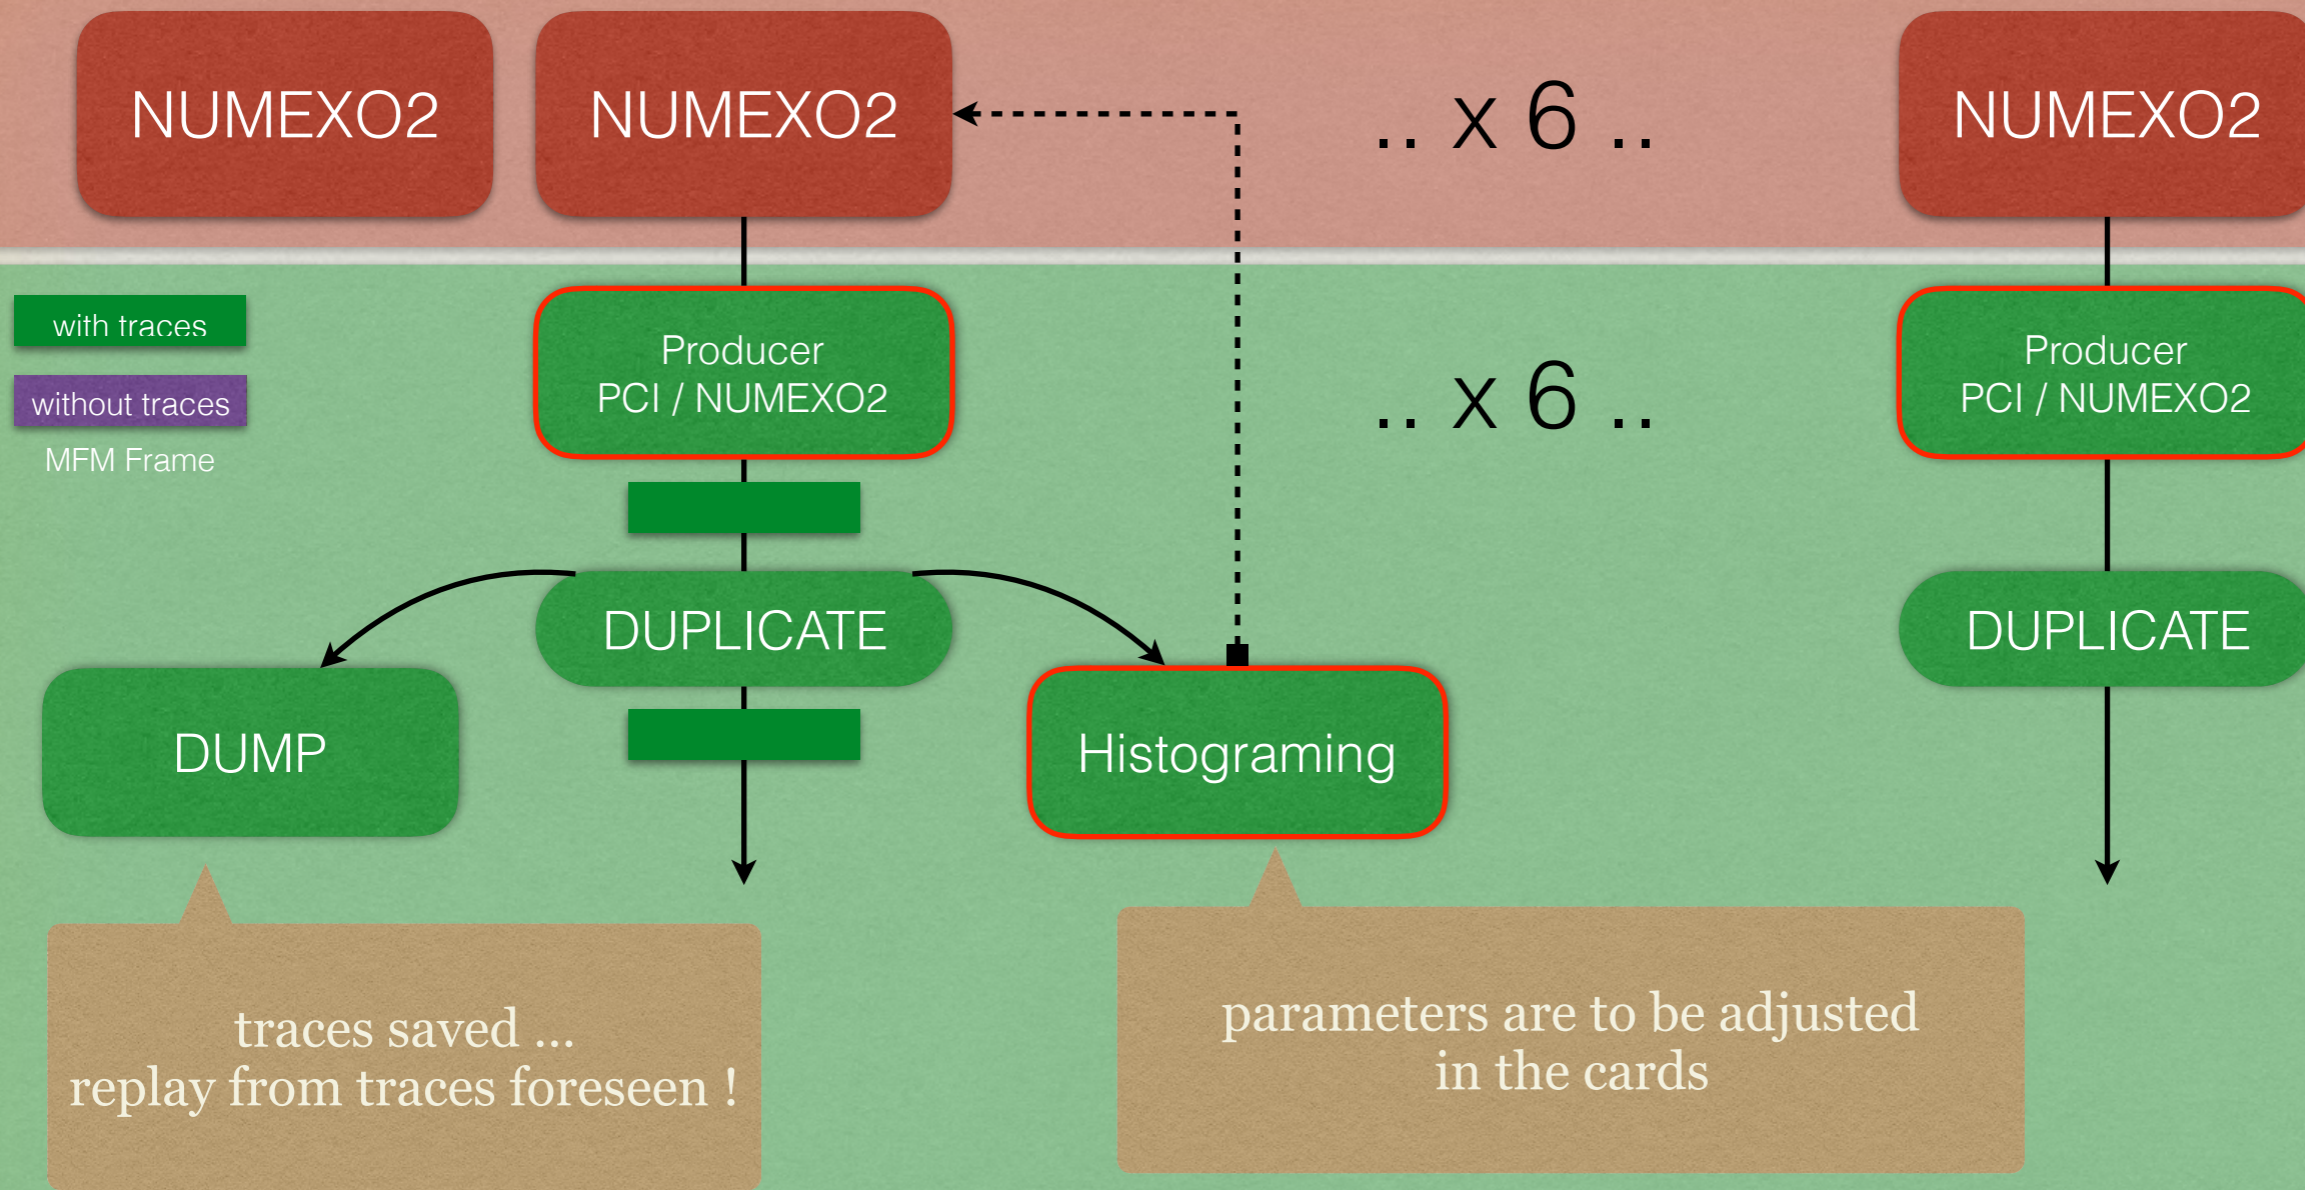 NUMEXO2
NUMEXO2
.. x 6 ..
NUMEXO2
with traces
without traces
MFM Frame
Producer
PCI / NUMEXO2
.. x 6 ..
Producer
PCI / NUMEXO2
DUPLICATE
DUPLICATE
DUMP
Histograming
traces saved ...
replay from traces foreseen !
parameters are to be adjusted
in the cards